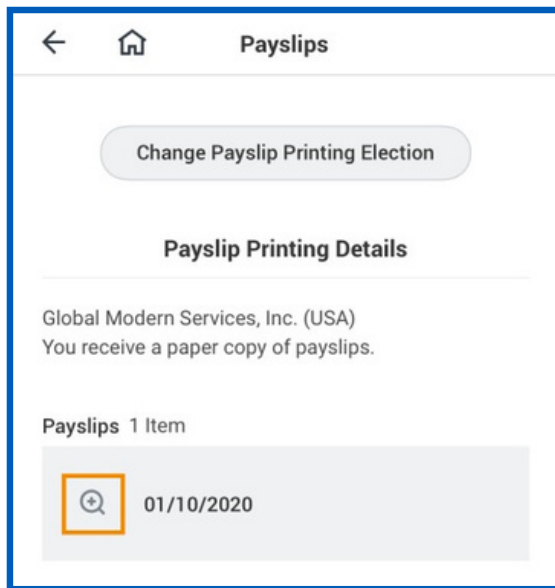 Payslips
Change Payslip Printing Election
Payslip Printing Details
Global Modern Services, Inc. (USA)
You receive a paper copy of payslips.
Payslips 1 Item
01/10/2020